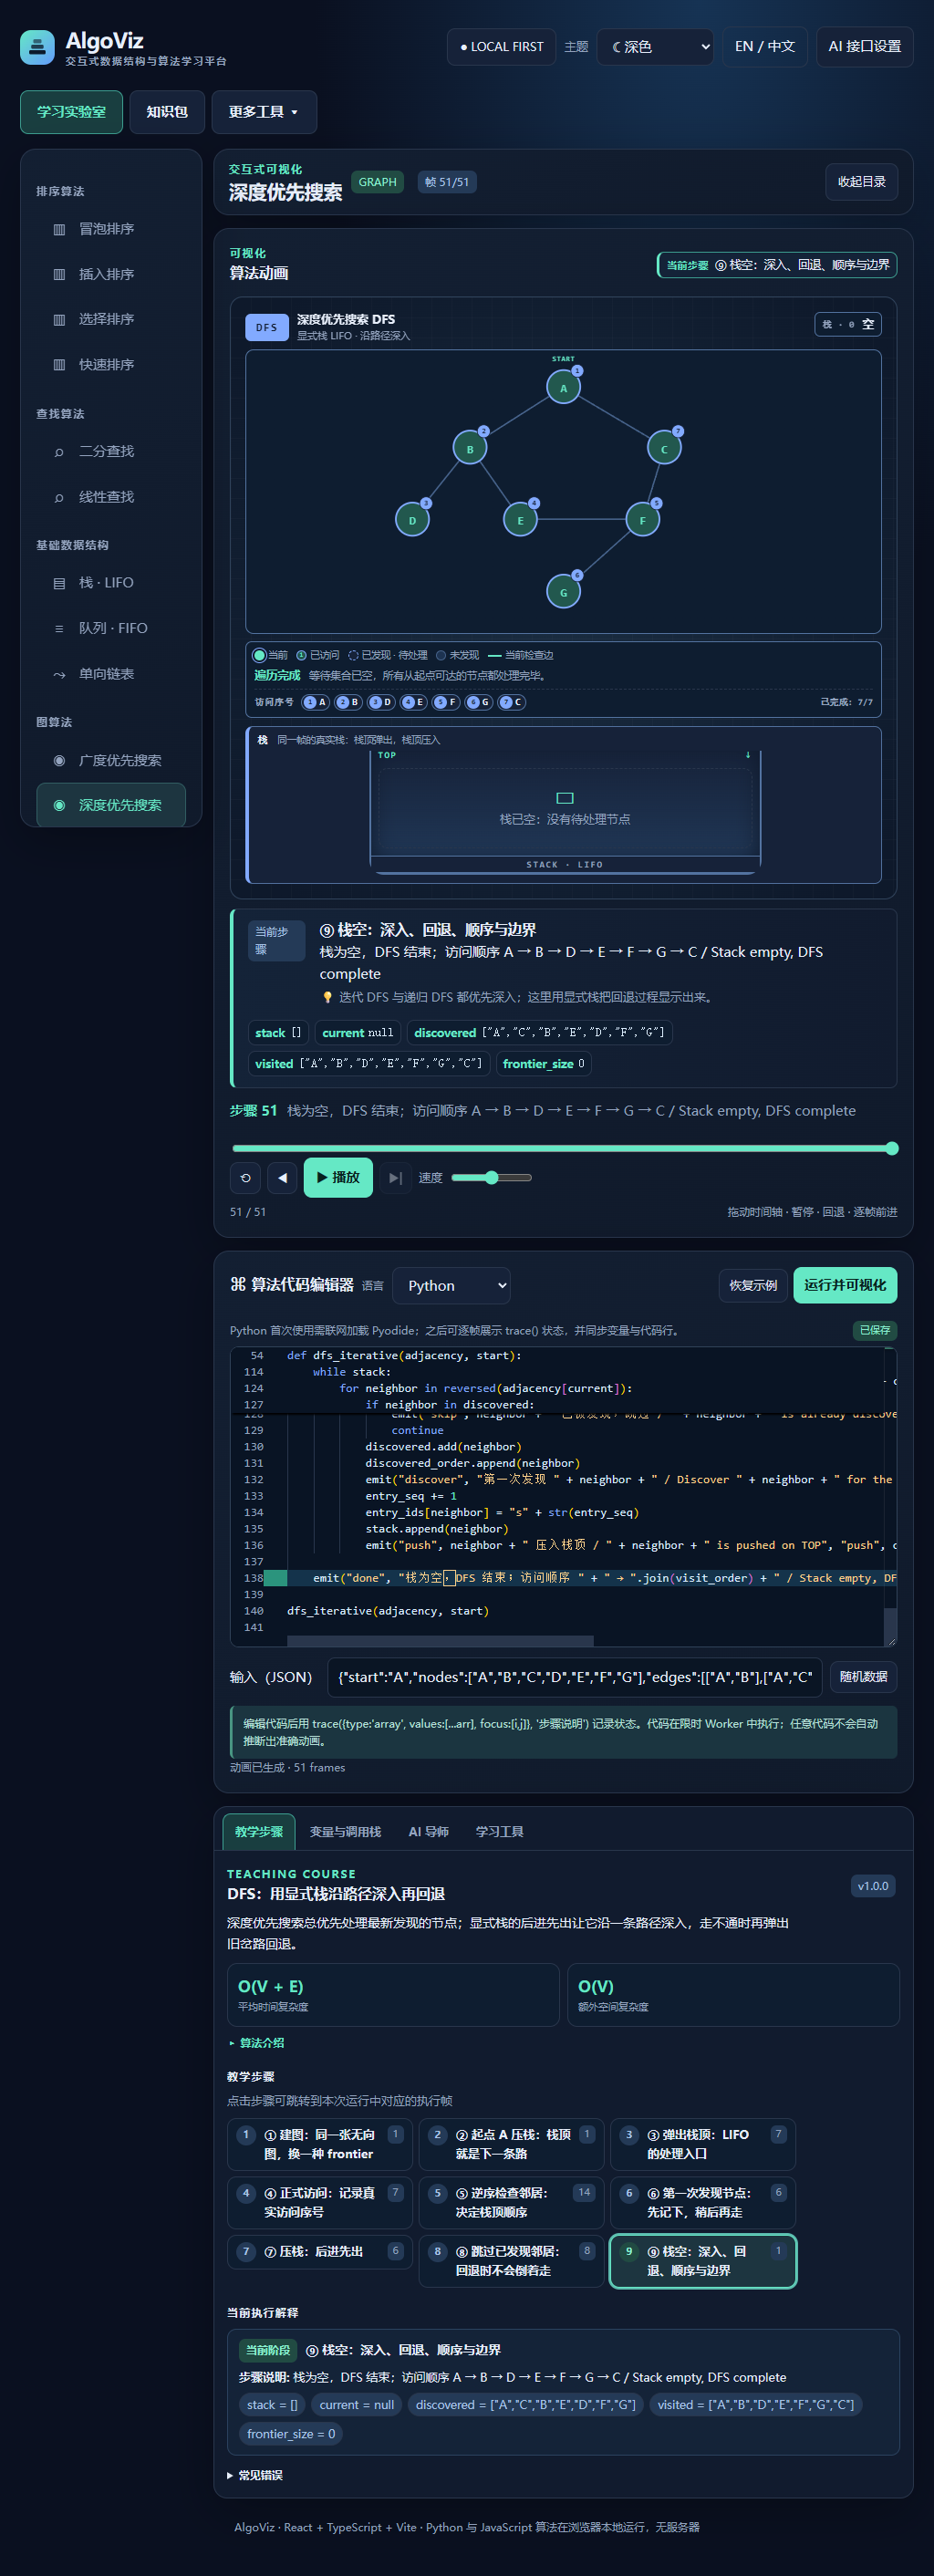 AlgoViz
交互式数据结构与算法学习平台
● LOCAL FIRST
主题
☾ 深色
EN / 中文
AI 接口设置
学习实验室
知识包
更多工具 ▾
排序算法
▥ 冒泡排序
▥ 插入排序
▥ 选择排序
▥ 快速排序
查找算法
⌕ 二分查找
⌕ 线性查找
基础数据结构
▤ 栈 · LIFO
≡ 队列 · FIFO
⤳ 单向链表
图算法
◉ 广度优先搜索
◉ 深度优先搜索
交互式可视化
深度优先搜索
GRAPH
帧 51/51
收起目录
可视化
算法动画
当前步骤 ⑨ 栈空：深入、回退、顺序与边界
DFS
深度优先搜索 DFS
显式栈 LIFO · 沿路径深入
栈 · 0 空
START
A 1
B 2
C 7
D 3
E 4
F 5
G 6
当前
1 已访问
已发现 · 待处理
未发现
当前检查边
遍历完成 等待集合已空，所有从起点可达的节点都处理完毕。
访问序号 1 A 2 B 3 D 4 E 5 F 6 G 7 C
已完成: 7/7
栈 同一帧的真实栈：栈顶弹出，栈顶压入
TOP ↓
栈已空：没有待处理节点
STACK · LIFO
当前步骤
⑨ 栈空：深入、回退、顺序与边界
栈为空，DFS 结束；访问顺序 A → B → D → E → F → G → C / Stack empty, DFS
complete
💡 迭代 DFS 与递归 DFS 都优先深入；这里用显式栈把回退过程显示出来。
stack []
current null
discovered ["A","C","B","E","D","F","G"]
visited ["A","B","D","E","F","G","C"]
frontier_size 0
步骤 51 栈为空，DFS 结束；访问顺序 A → B → D → E → F → G → C / Stack empty, DFS complete
▶ 播放
速度
51 / 51
拖动时间轴 · 暂停 · 回退 · 逐帧前进
⌘ 算法代码编辑器
语言
Python
恢复示例
运行并可视化
Python 首次使用需联网加载 Pyodide；之后可逐帧展示 trace() 状态，并同步变量与代码行。
已保存
54 def dfs_iterative(adjacency, start):
114 while stack:
124 for neighbor in reversed(adjacency[current]):
127 if neighbor in discovered:
129 continue
130 discovered.add(neighbor)
131 discovered_order.append(neighbor)
132 emit("discover", "第一次发现 " + neighbor + " / Discover " + neighbor + " for the
133 entry_seq += 1
134 entry_ids[neighbor] = "s" + str(entry_seq)
135 stack.append(neighbor)
136 emit("push", neighbor + " 压入栈顶 / " + neighbor + " is pushed on TOP", "push", c
137
138 emit("done", "栈为空，DFS 结束；访问顺序 " + " → ".join(visit_order) + " / Stack empty, DF
139
140 dfs_iterative(adjacency, start)
141
输入（JSON）
{"start":"A","nodes":["A","B","C","D","E","F","G"],"edges":[["A","B"],["A","C"
随机数据
编辑代码后用 trace({type:'array', values:[...arr], focus:[i,j]}, '步骤说明') 记录状态。代码在限时 Worker 中执行；任意代码不会自动
推断出准确动画。
动画已生成 · 51 frames
教学步骤
变量与调用栈
AI 导师
学习工具
TEACHING COURSE
DFS：用显式栈沿路径深入再回退
v1.0.0
深度优先搜索总优先处理最新发现的节点；显式栈的后进先出让它沿一条路径深入，走不通时再弹出
旧岔路回退。
O(V + E)
平均时间复杂度
O(V)
额外空间复杂度
▸ 算法介绍
教学步骤
点击步骤可跳转到本次运行中对应的执行帧
1 ① 建图：同一张无向图，换一种 frontier 1
2 ② 起点 A 压栈：栈顶就是下一条路 1
3 ③ 弹出栈顶：LIFO 的处理入口 7
4 ④ 正式访问：记录真实访问序号 7
5 ⑤ 逆序检查邻居：决定栈顶顺序 14
6 ⑥ 第一次发现节点：先记下，稍后再走 6
7 ⑦ 压栈：后进先出 6
8 ⑧ 跳过已发现邻居：回退时不会倒着走 8
9 ⑨ 栈空：深入、回退、顺序与边界 1
当前执行解释
当前阶段 ⑨ 栈空：深入、回退、顺序与边界
步骤说明: 栈为空，DFS 结束；访问顺序 A → B → D → E → F → G → C / Stack empty, DFS complete
stack = []
current = null
discovered = ["A","C","B","E","D","F","G"]
visited = ["A","B","D","E","F","G","C"]
frontier_size = 0
▶ 常见错误
AlgoViz · React + TypeScript + Vite · Python 与 JavaScript 算法在浏览器本地运行，无服务器